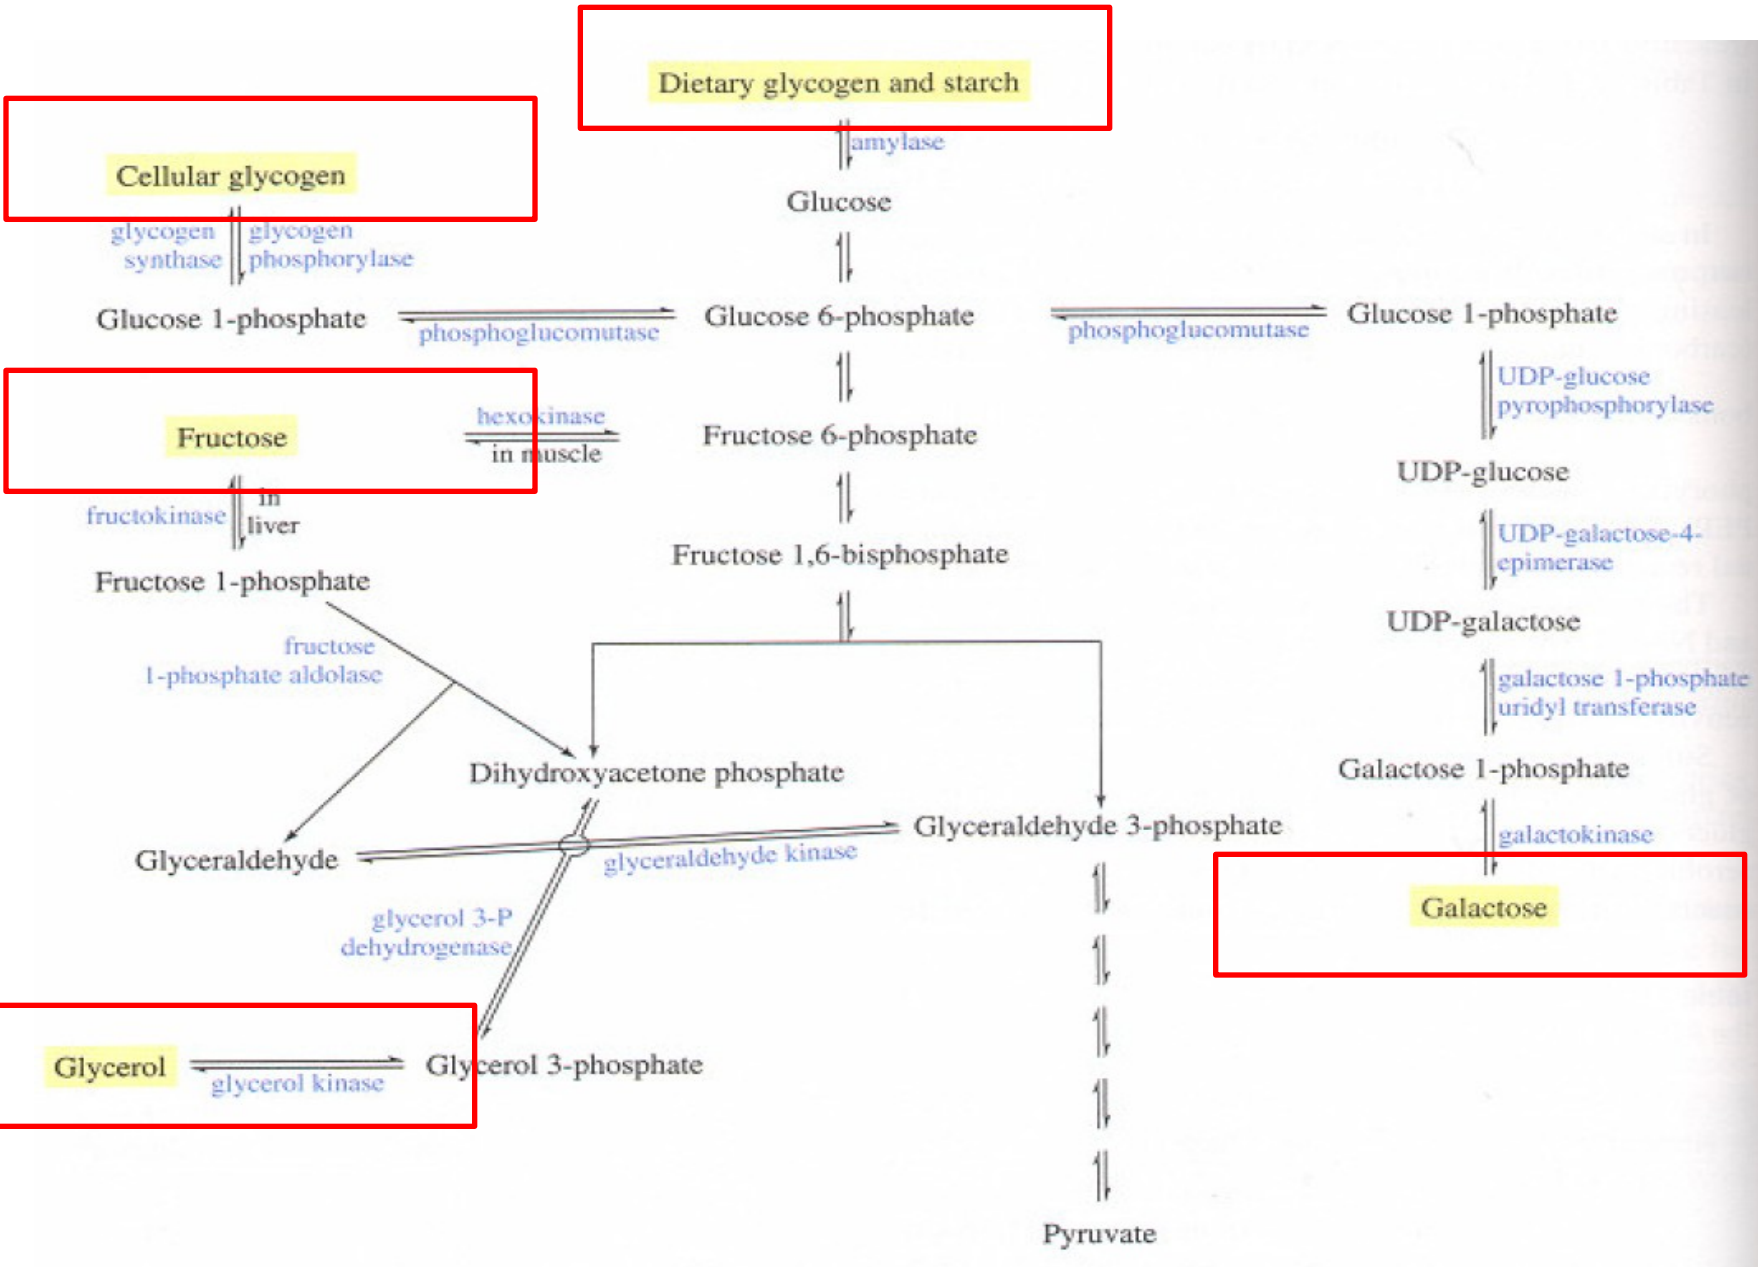 Dietary glycogen and starch
amylase
Cellular glycogen
Glucose
glycogen
synthase
glycogen
phosphorylase
Glucose 1-phosphate
phosphoglucomutase
Glucose 6-phosphate
phosphoglucomutase
Glucose 1-phosphate
UDP-glucose
pyrophosphorylase
Fructose
hexokinase
in muscle
Fructose 6-phosphate
UDP-glucose
fructokinase
in
liver
UDP-galactose-4-
epimerase
Fructose 1-phosphate
Fructose 1,6-bisphosphate
UDP-galactose
fructose
1-phosphate aldolase
galactose 1-phosphate
uridyl transferase
Dihydroxyacetone phosphate
Galactose 1-phosphate
Glyceraldehyde
glyceraldehyde kinase
Glyceraldehyde 3-phosphate
galactokinase
Galactose
glycerol 3-P
dehydrogenase
Glycerol
glycerol kinase
Glycerol 3-phosphate
Pyruvate